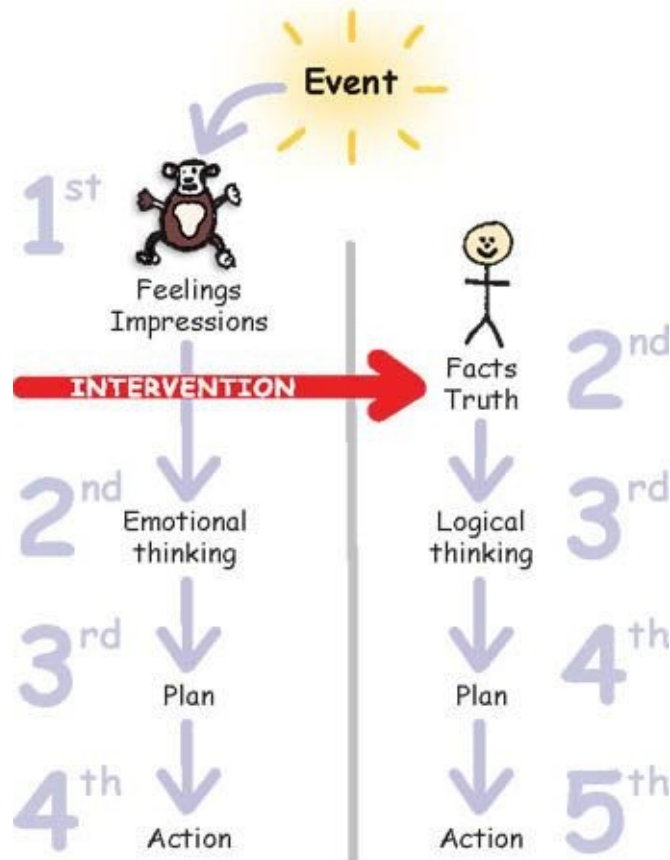 Event
1st
Feelings
Impressions
INTERVENTION
Facts
Truth
2nd
2nd
Emotional
thinking
Logical
thinking
3rd
3rd
Plan
Plan
4th
4th
Action
Action
5th